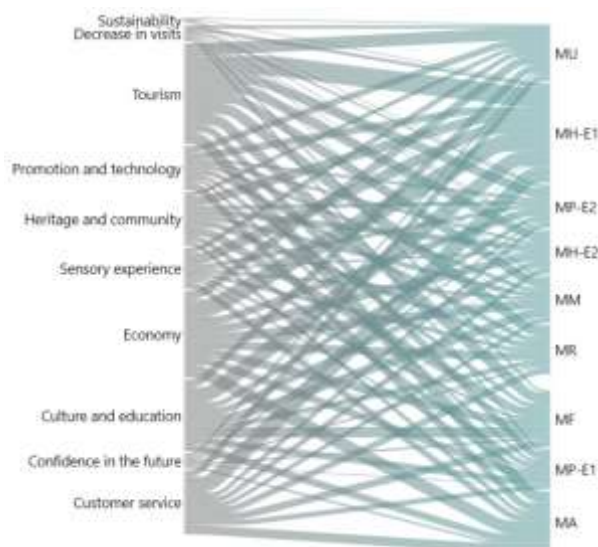 Sustainability
Decrease in visits
Tourism
Promotion and technology
Heritage and community
Sensory experience
Economy
Culture and education
Confidence in the future
Customer service
MU
MH-E1
MP-E2
MH-E2
MM
MR
MF
MP-E1
MA